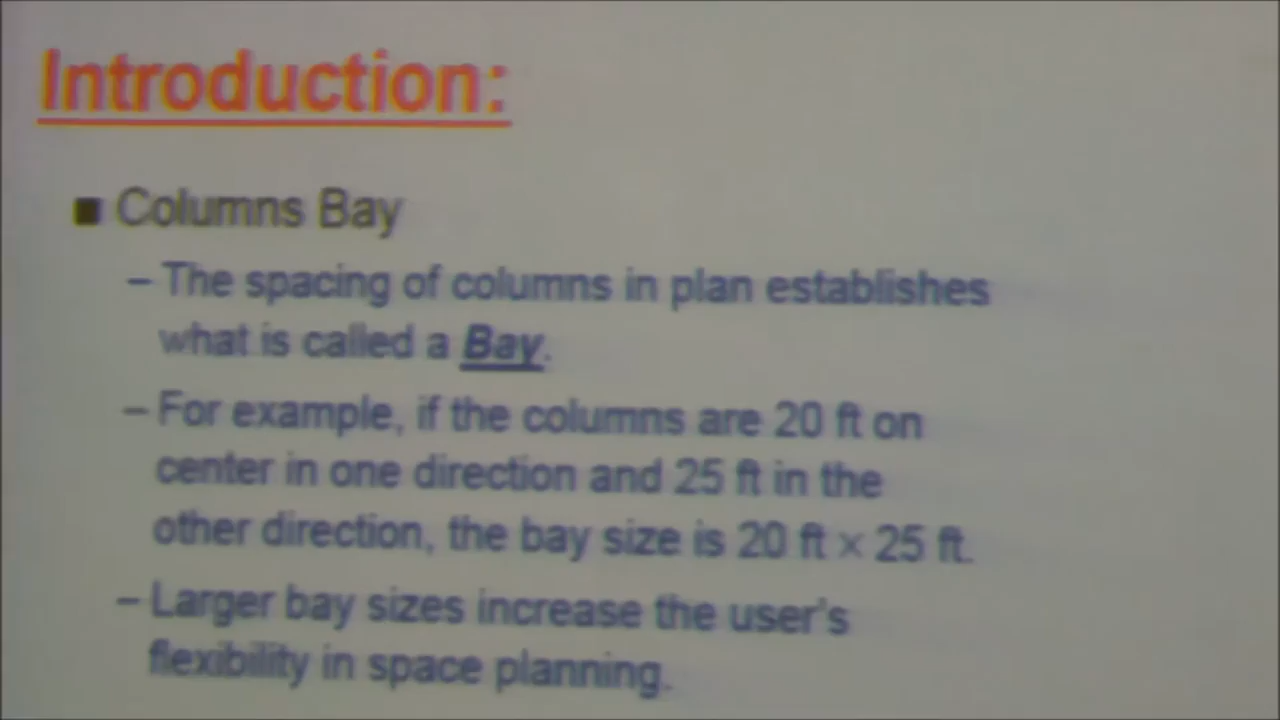 Introduction:
■ Columns Bay
– The spacing of columns in plan establishes
what is called a Bay.
– For example, if the columns are 20 ft on
center in one direction and 25 ft in the
other direction, the bay size is 20 ft × 25 ft.
– Larger bay sizes increase the user's
flexibility in space planning.